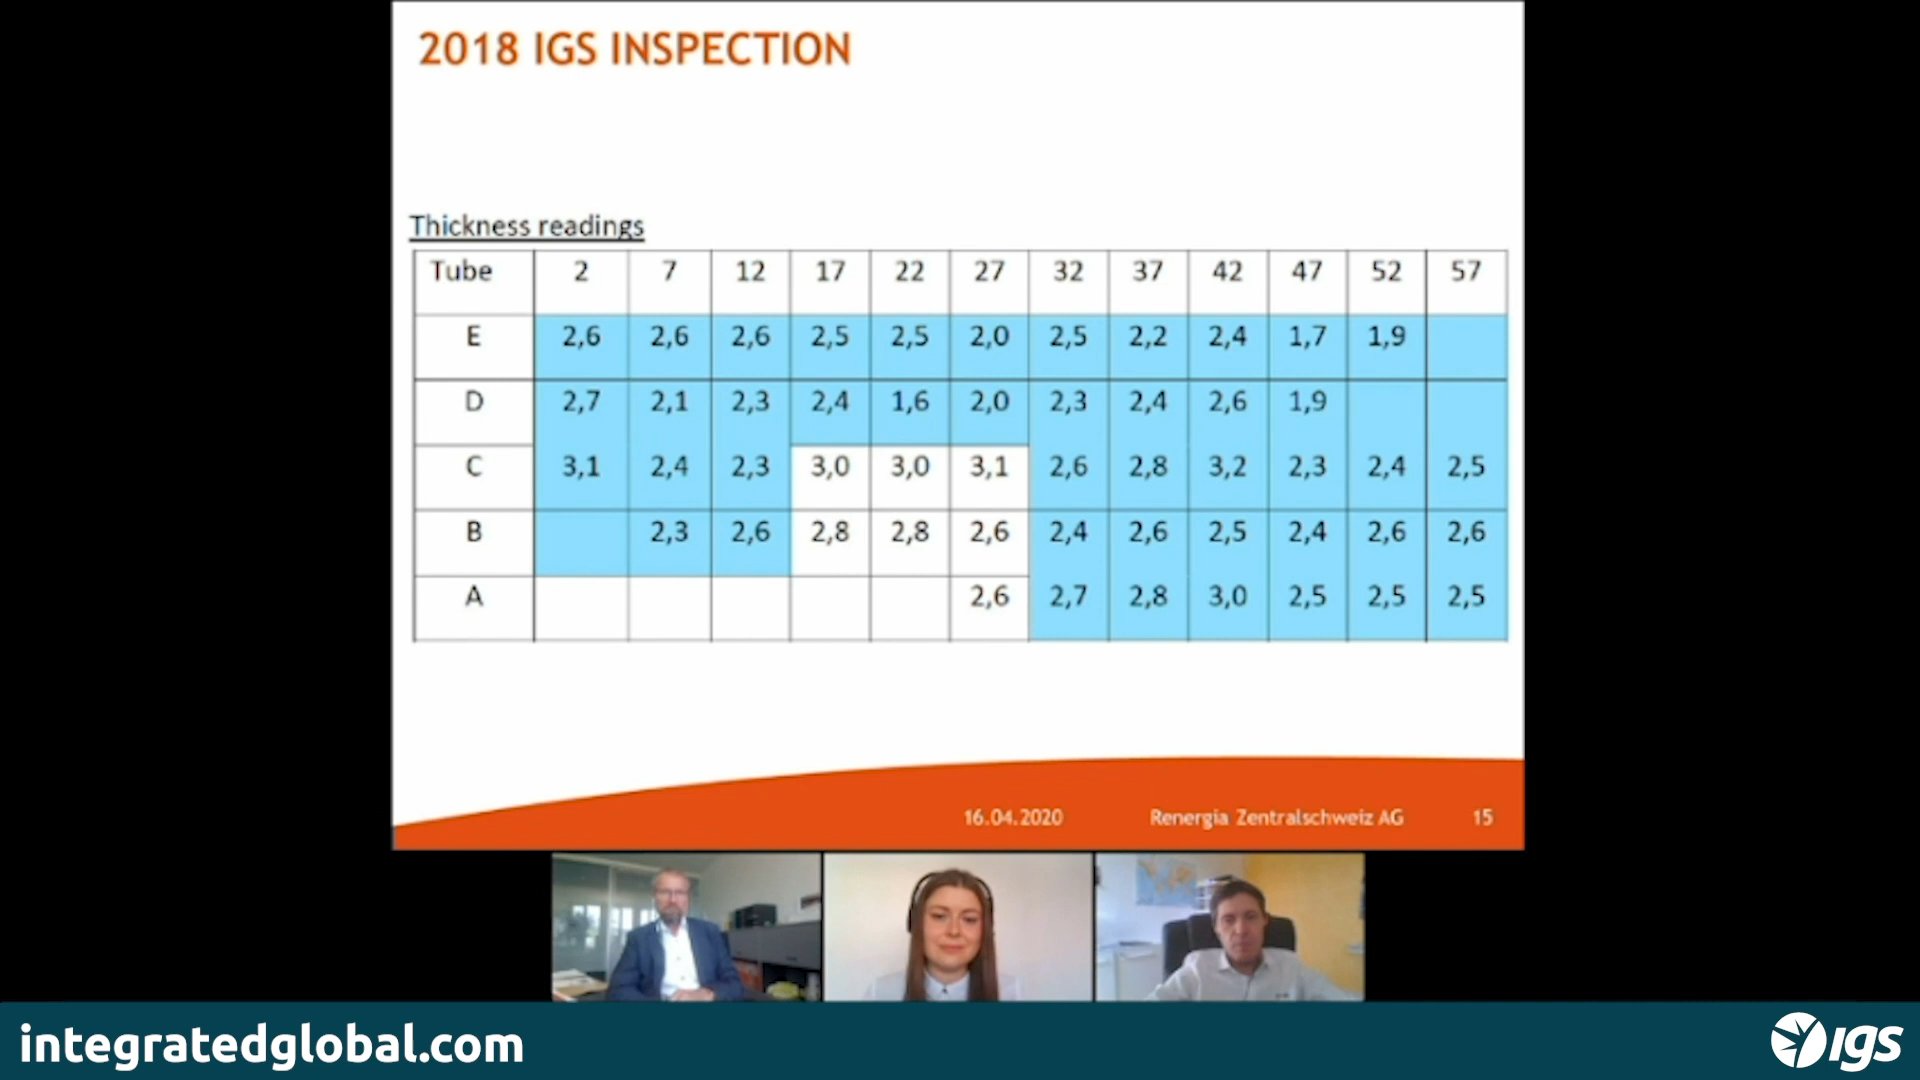 2018 IGS INSPECTION
Thickness readings
Tube 2 7 12 17 22 27 32 37 42 47 52 57
E 2,6 2,6 2,6 2,5 2,5 2,0 2,5 2,2 2,4 1,7 1,9
D 2,7 2,1 2,3 2,4 1,6 2,0 2,3 2,4 2,6 1,9
C 3,1 2,4 2,3 3,0 3,0 3,1 2,6 2,8 3,2 2,3 2,4 2,5
B 2,3 2,6 2,8 2,8 2,6 2,4 2,6 2,5 2,4 2,6 2,6
A 2,6 2,7 2,8 3,0 2,5 2,5 2,5
16.04.2020 Renergia Zentralschweiz AG 15
integratedglobal.com
igs